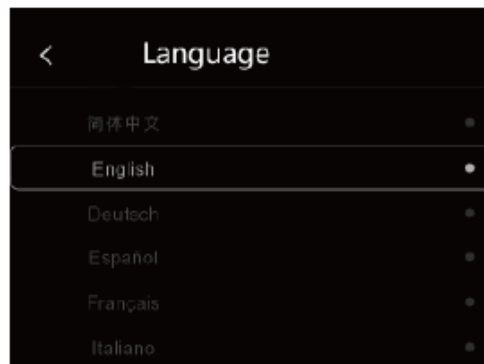 < Language
简体中文
English
Deutsch
Español
Français
Italiano